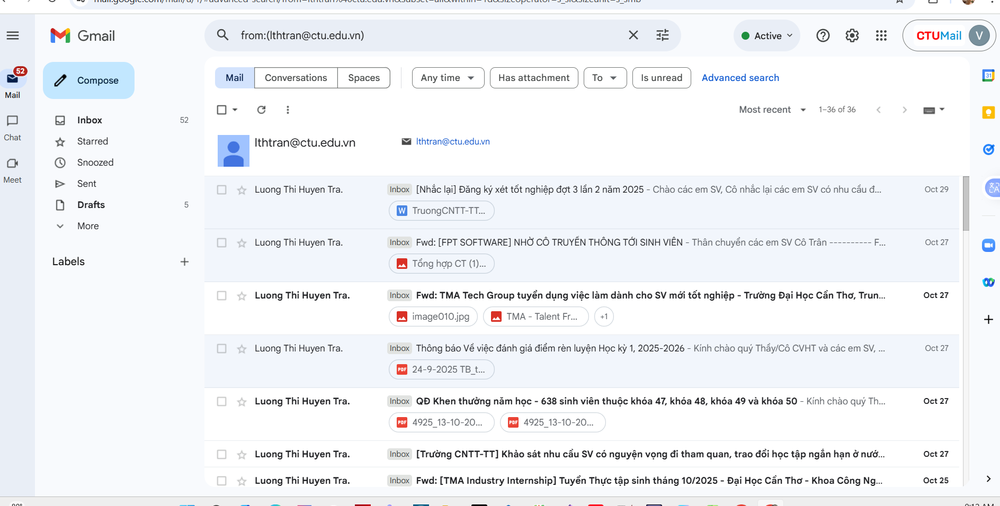 Gmail
from:(lthtran@ctu.edu.vn)
Active
CTUMail
V
52
Mail
Chat
Meet
Compose
Inbox 52
Starred
Snoozed
Sent
Drafts 5
More
Labels
Mail Conversations Spaces Any time Has attachment To Is unread Advanced search
Most recent 1–36 of 36
lthtran@ctu.edu.vn lthtran@ctu.edu.vn
Luong Thi Huyen Tra. Inbox [Nhắc lại] Đăng ký xét tốt nghiệp đợt 3 lần 2 năm 2025 - Chào các em SV, Cô nhắc lại các em SV có nhu cầu đ... Oct 29
W TruongCNTT-TT...
Luong Thi Huyen Tra. Inbox Fwd: [FPT SOFTWARE] NHỜ CÔ TRUYỀN THÔNG TỚI SINH VIÊN - Thân chuyển các em SV Cô Trân ---------- F... Oct 27
Tổng hợp CT (1)...
Luong Thi Huyen Tra. Inbox Fwd: TMA Tech Group tuyển dụng việc làm dành cho SV mới tốt nghiệp - Trường Đại Học Cần Thơ, Trun... Oct 27
image010.jpg TMA - Talent Fr... +1
Luong Thi Huyen Tra. Inbox Thông báo Về việc đánh giá điểm rèn luyện Học kỳ 1, 2025-2026 - Kính chào quý Thầy/Cô CVHT và các em SV, ... Oct 27
PDF 24-9-2025 TB_t...
Luong Thi Huyen Tra. Inbox QĐ Khen thưởng năm học - 638 sinh viên thuộc khóa 47, khóa 48, khóa 49 và khóa 50 - Kính chào quý Th... Oct 27
PDF 4925_13-10-20... PDF 4925_13-10-20...
Luong Thi Huyen Tra. Inbox [Trường CNTT-TT] Khảo sát nhu cầu SV có nguyện vọng đi tham quan, trao đổi học tập ngắn hạn ở nướ... Oct 27
Luong Thi Huyen Tra. Inbox Fwd: [TMA Industry Internship] Tuyển Thực tập sinh tháng 10/2025 - Đại Học Cần Thơ - Khoa Công Ng... Oct 25
31